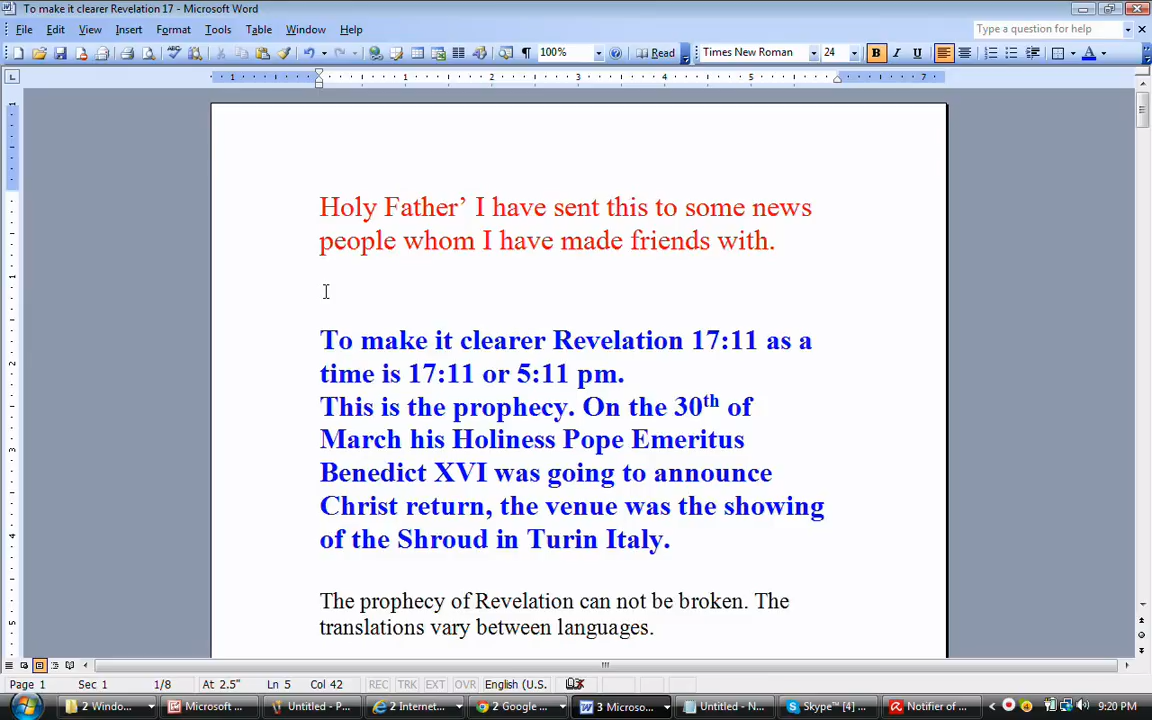 To make it clearer Revelation 17 - Microsoft Word
File Edit View Insert Format Tools Table Window Help
Type a question for help
100% Read Times New Roman 24 B I U A
1 1 2 3 4 5 7
Holy Father’ I have sent this to some news
people whom I have made friends with.
To make it clearer Revelation 17:11 as a
time is 17:11 or 5:11 pm.
This is the prophecy. On the 30th of
March his Holiness Pope Emeritus
Benedict XVI was going to announce
Christ return, the venue was the showing
of the Shroud in Turin Italy.
The prophecy of Revelation can not be broken. The
translations vary between languages.
Page 1 Sec 1 1/8 At 2.5" Ln 5 Col 42 REC TRK EXT OVR English (U.S.
2 Windo... Microsoft ... Untitled - P... 2 Internet... 2 Google ... 3 Microso... Untitled - N... Skype™ [4] ... Notifier of ... 9:20 PM